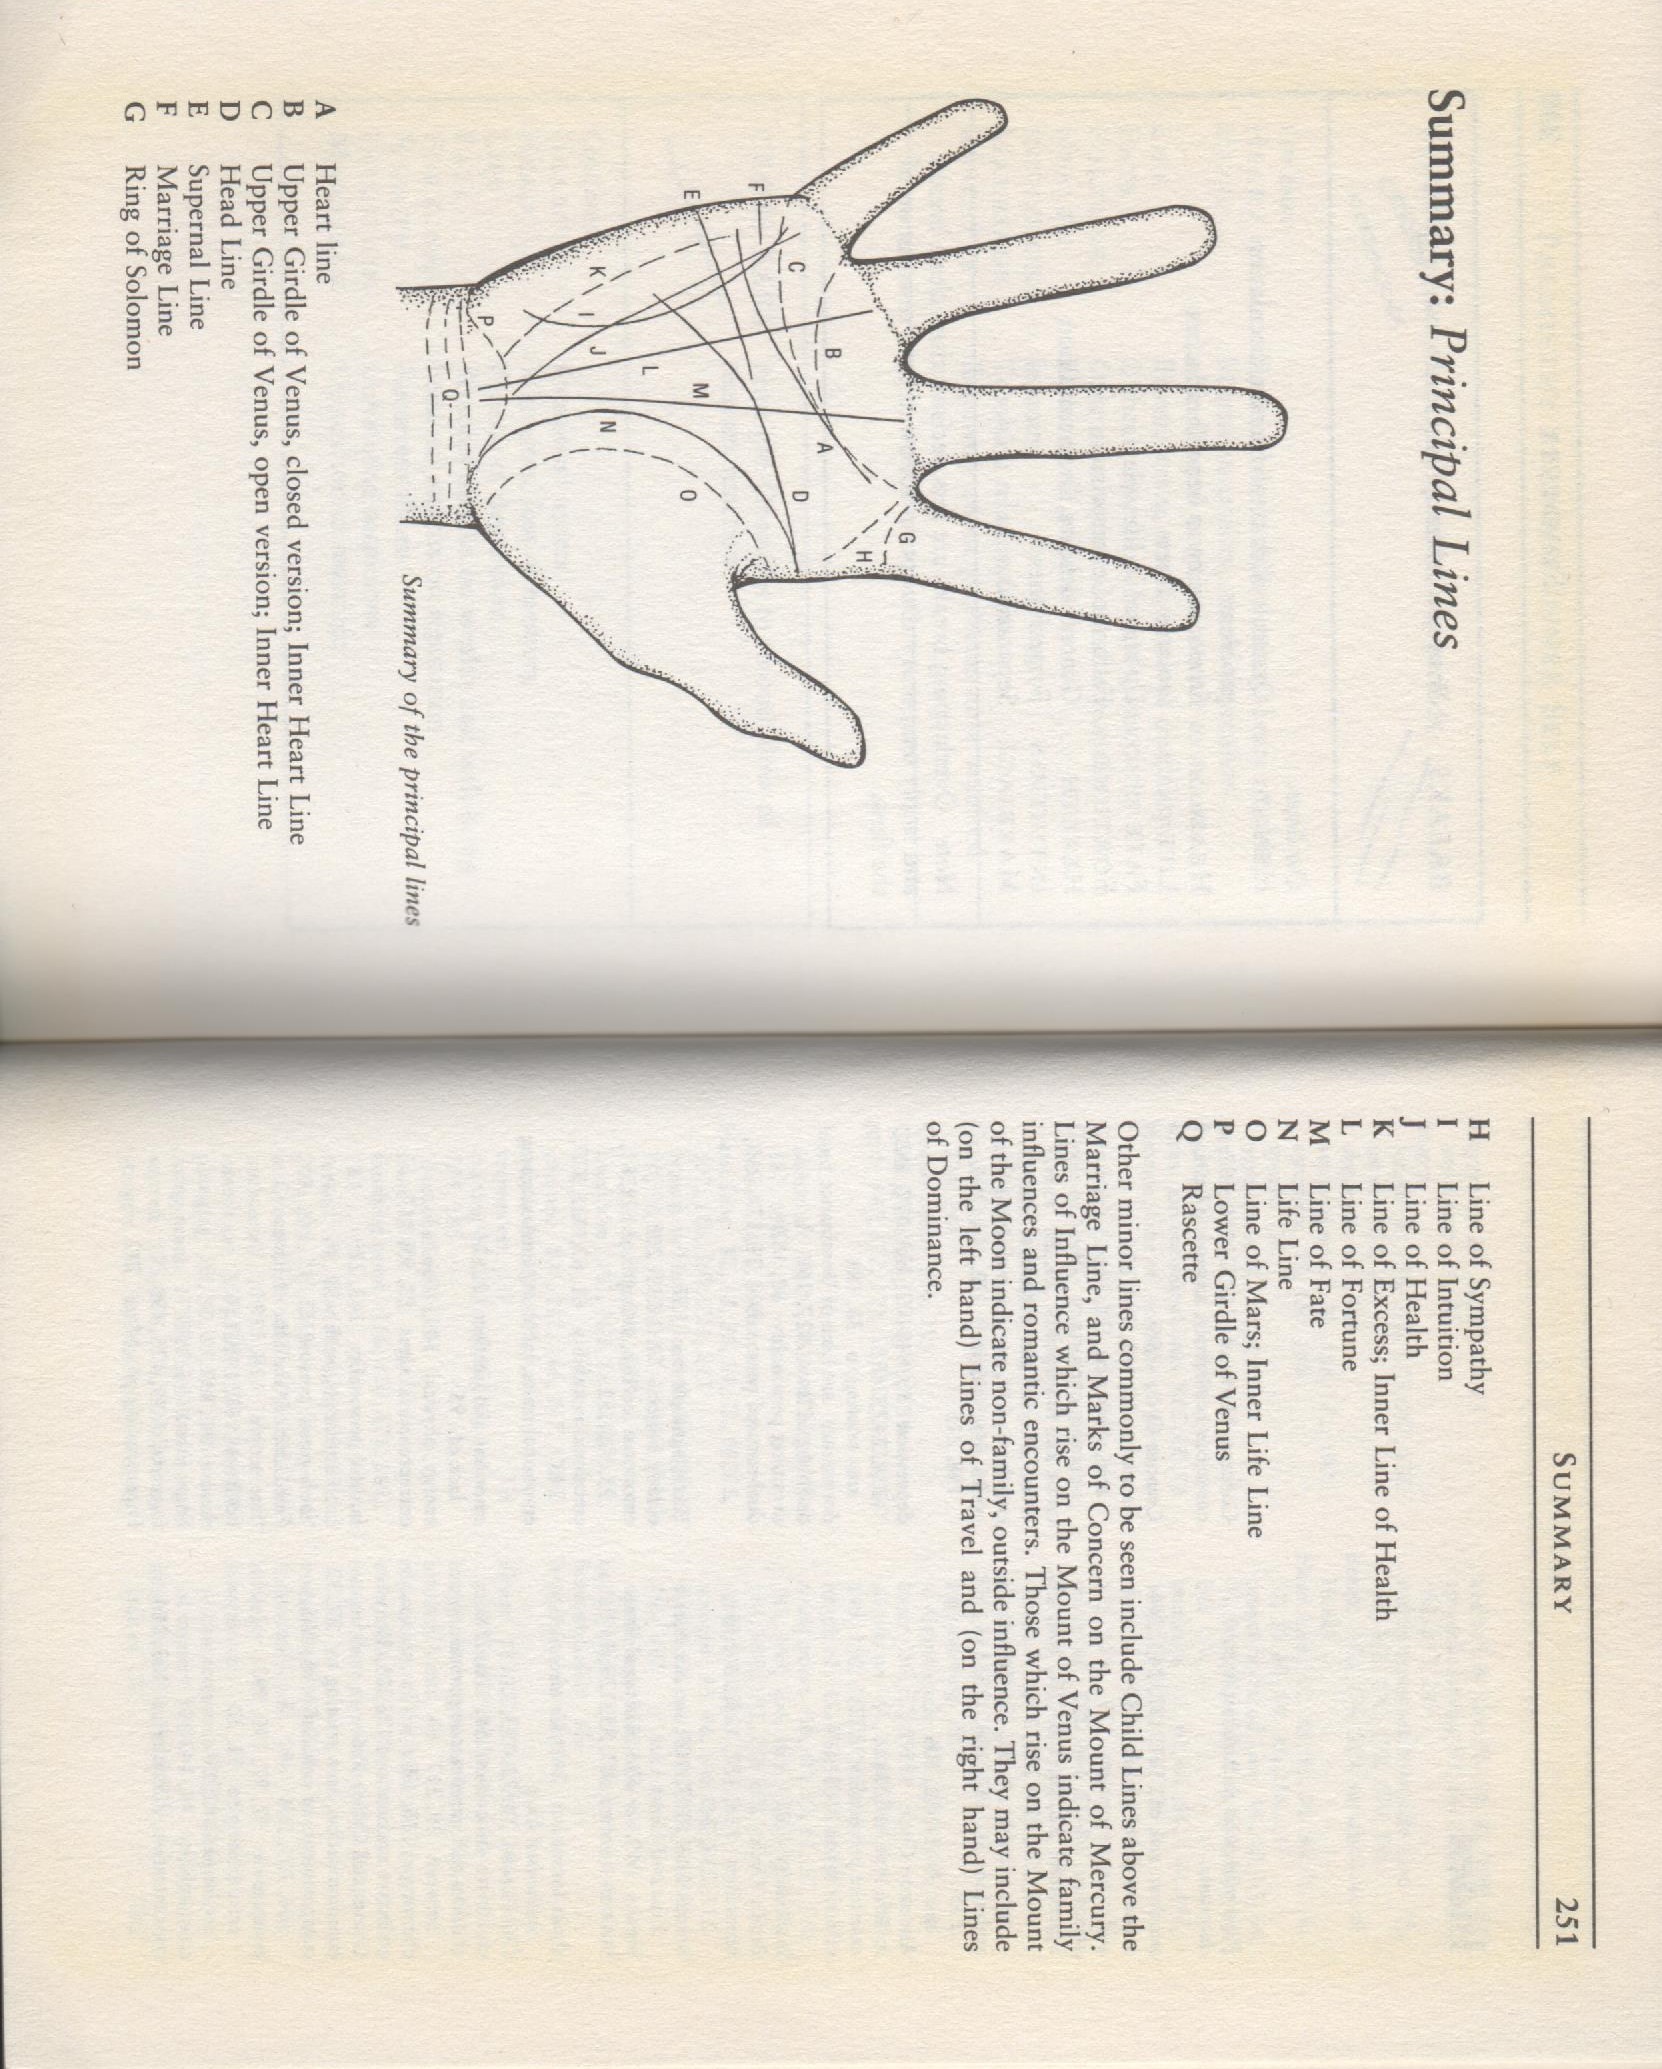 Summary: Principal Lines
F
E
C
B
K
I
J
L
M
A
P
Q
N
O
D
G
H
Summary of the principal lines
A Heart line
B Upper Girdle of Venus, closed version; Inner Heart Line
C Upper Girdle of Venus, open version; Inner Heart Line
D Head Line
E Supernal Line
F Marriage Line
G Ring of Solomon
SUMMARY 251
H Line of Sympathy
I Line of Intuition
J Line of Health
K Line of Excess; Inner Line of Health
L Line of Fortune
M Line of Fate
N Life Line
O Line of Mars; Inner Life Line
P Lower Girdle of Venus
Q Rascette
Other minor lines commonly to be seen include Child Lines above the
Marriage Line, and Marks of Concern on the Mount of Mercury.
Lines of Influence which rise on the Mount of Venus indicate family
influences and romantic encounters. Those which rise on the Mount
of the Moon indicate non-family, outside influence. They may include
(on the left hand) Lines of Travel and (on the right hand) Lines
of Dominance.